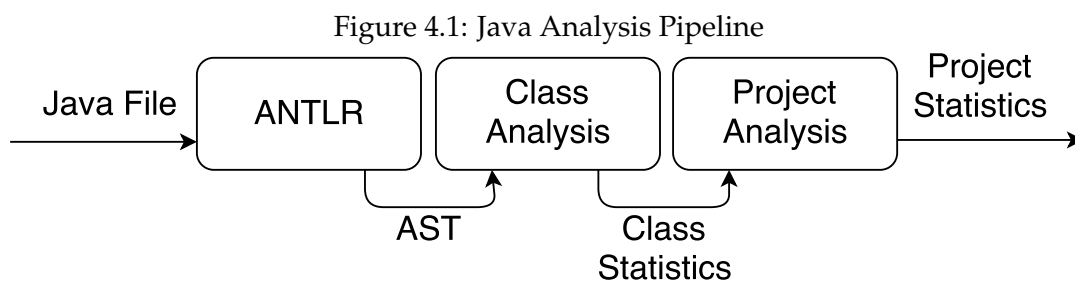 Figure 4.1: Java Analysis Pipeline
Java File
ANTLR
Class
Analysis
Project
Analysis
Project
Statistics
AST
Class
Statistics